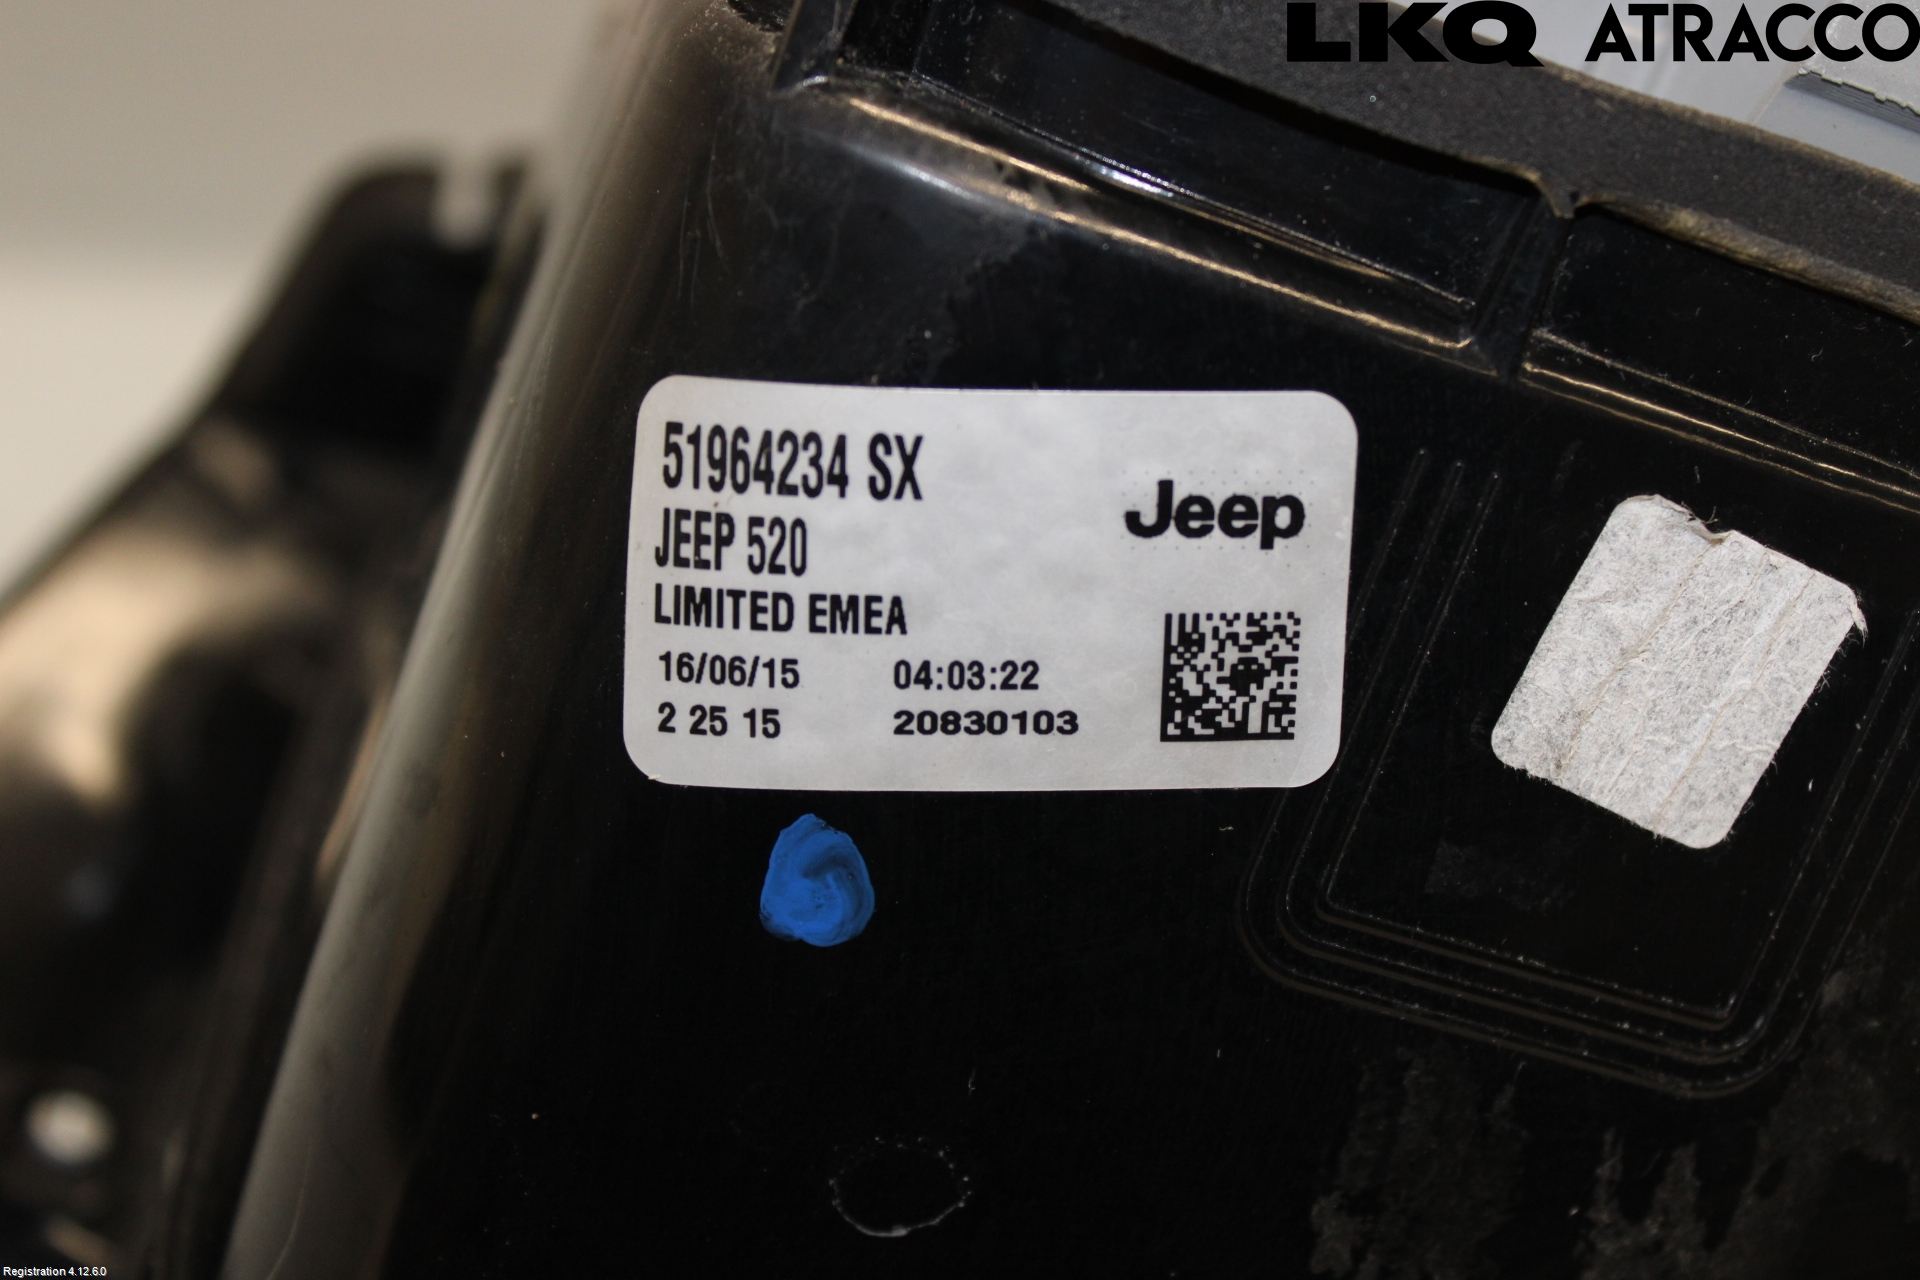 LKQ ATRACCO
51964234 SX
Jeep
JEEP 520
LIMITED EMEA
16/06/15 04:03:22
2 25 15 20830103
Registration 4.12.6.0